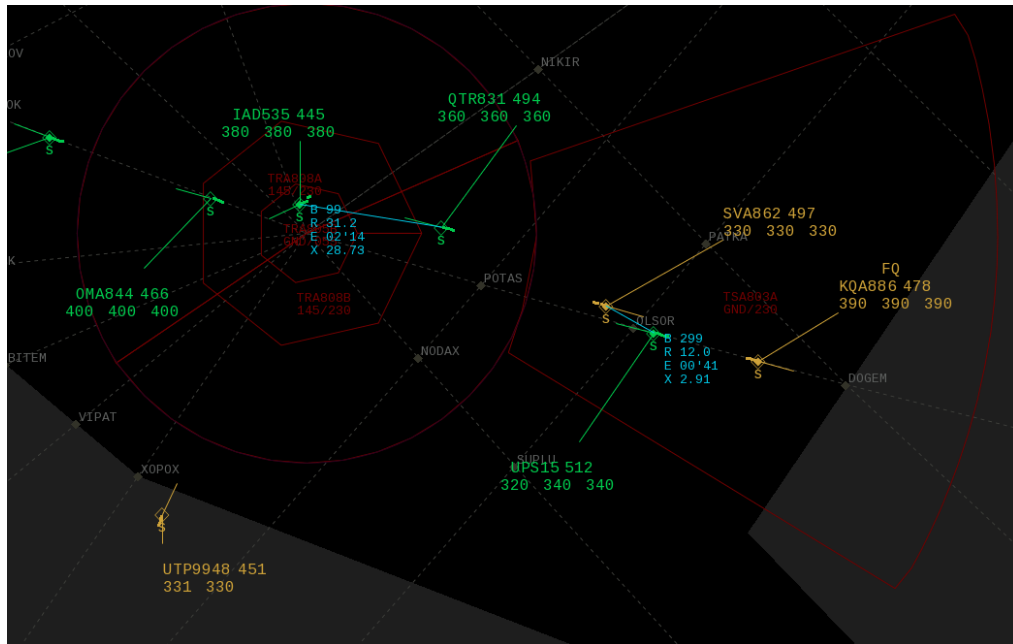 OV
NIKIR
OK
IAD535 445
380 380 380
QTR831 494
360 360 360
S
TRA808A
145/230
S
S
B 99
R 31.2
E 02'14
X 28.73
S
SVA862 497
330 330 330
PATKA
K
FQ
KQA886 478
390 390 390
OMA844 466
400 400 400
POTAS
TRA808B
145/230
TSA803A
GND/230
S
OLSOR
S
B 299
R 12.0
E 00'41
X 2.91
S
BITEM
NODAX
DOGEM
VIPAT
SUPLU
UPS15 512
320 340 340
XOPOX
S
UTP9948 451
331 330